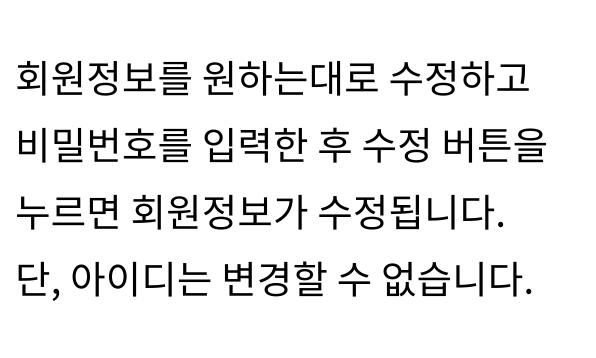 회원정보를 원하는대로 수정하고
비밀번호를 입력한 후 수정 버튼을
누르면 회원정보가 수정됩니다.
단, 아이디는 변경할 수 없습니다.